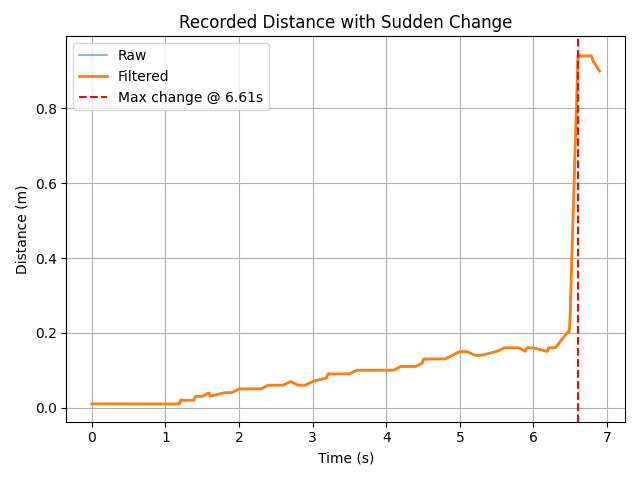 Recorded Distance with Sudden Change
Raw
Filtered
Max change @ 6.61s
Distance (m)
0.8
0.6
0.4
0.2
0.0
0 1 2 3 4 5 6 7
Time (s)